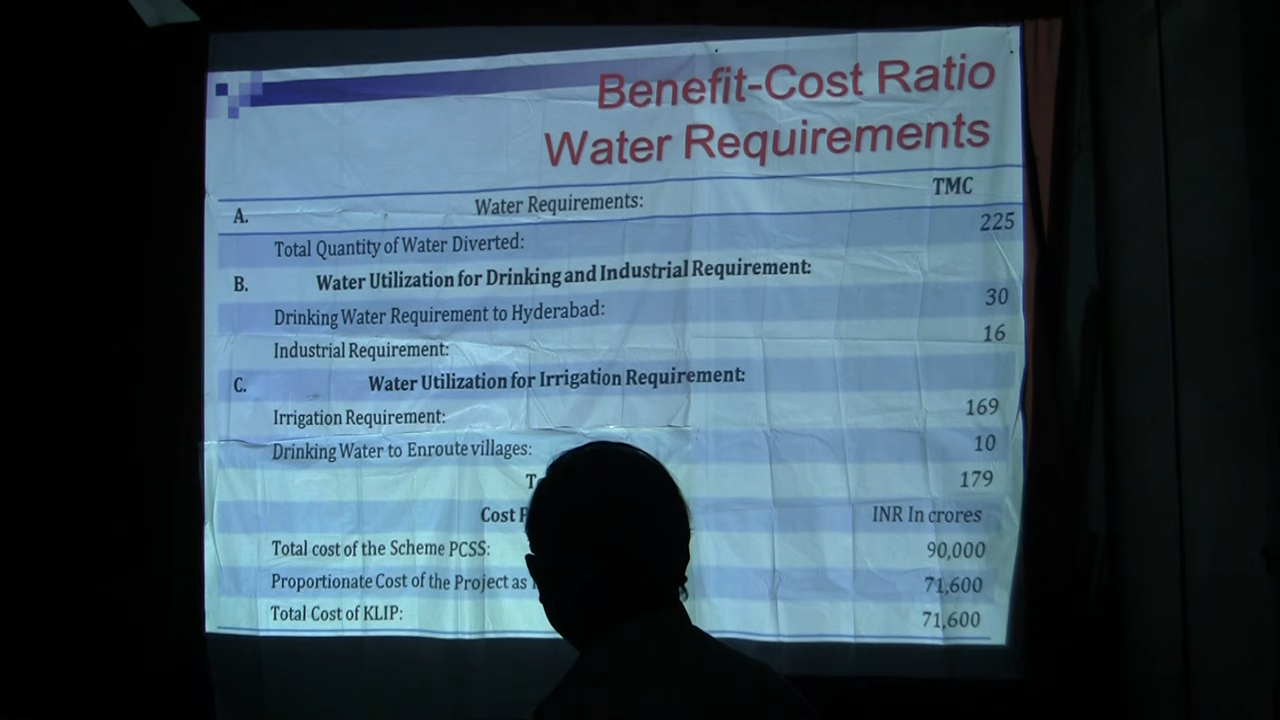 Benefit-Cost Ratio
Water Requirements
A. Water Requirements: TMC
Total Quantity of Water Diverted: 225
B. Water Utilization for Drinking and Industrial Requirement:
Drinking Water Requirement to Hyderabad: 30
Industrial Requirement: 16
C. Water Utilization for Irrigation Requirement:
Irrigation Requirement: 169
Drinking Water to Enroute villages: 10
179
Cost INR In crores
Total cost of the Scheme PCSS: 90,000
Proportionate Cost of the Project as 71,600
Total Cost of KLIP: 71,600